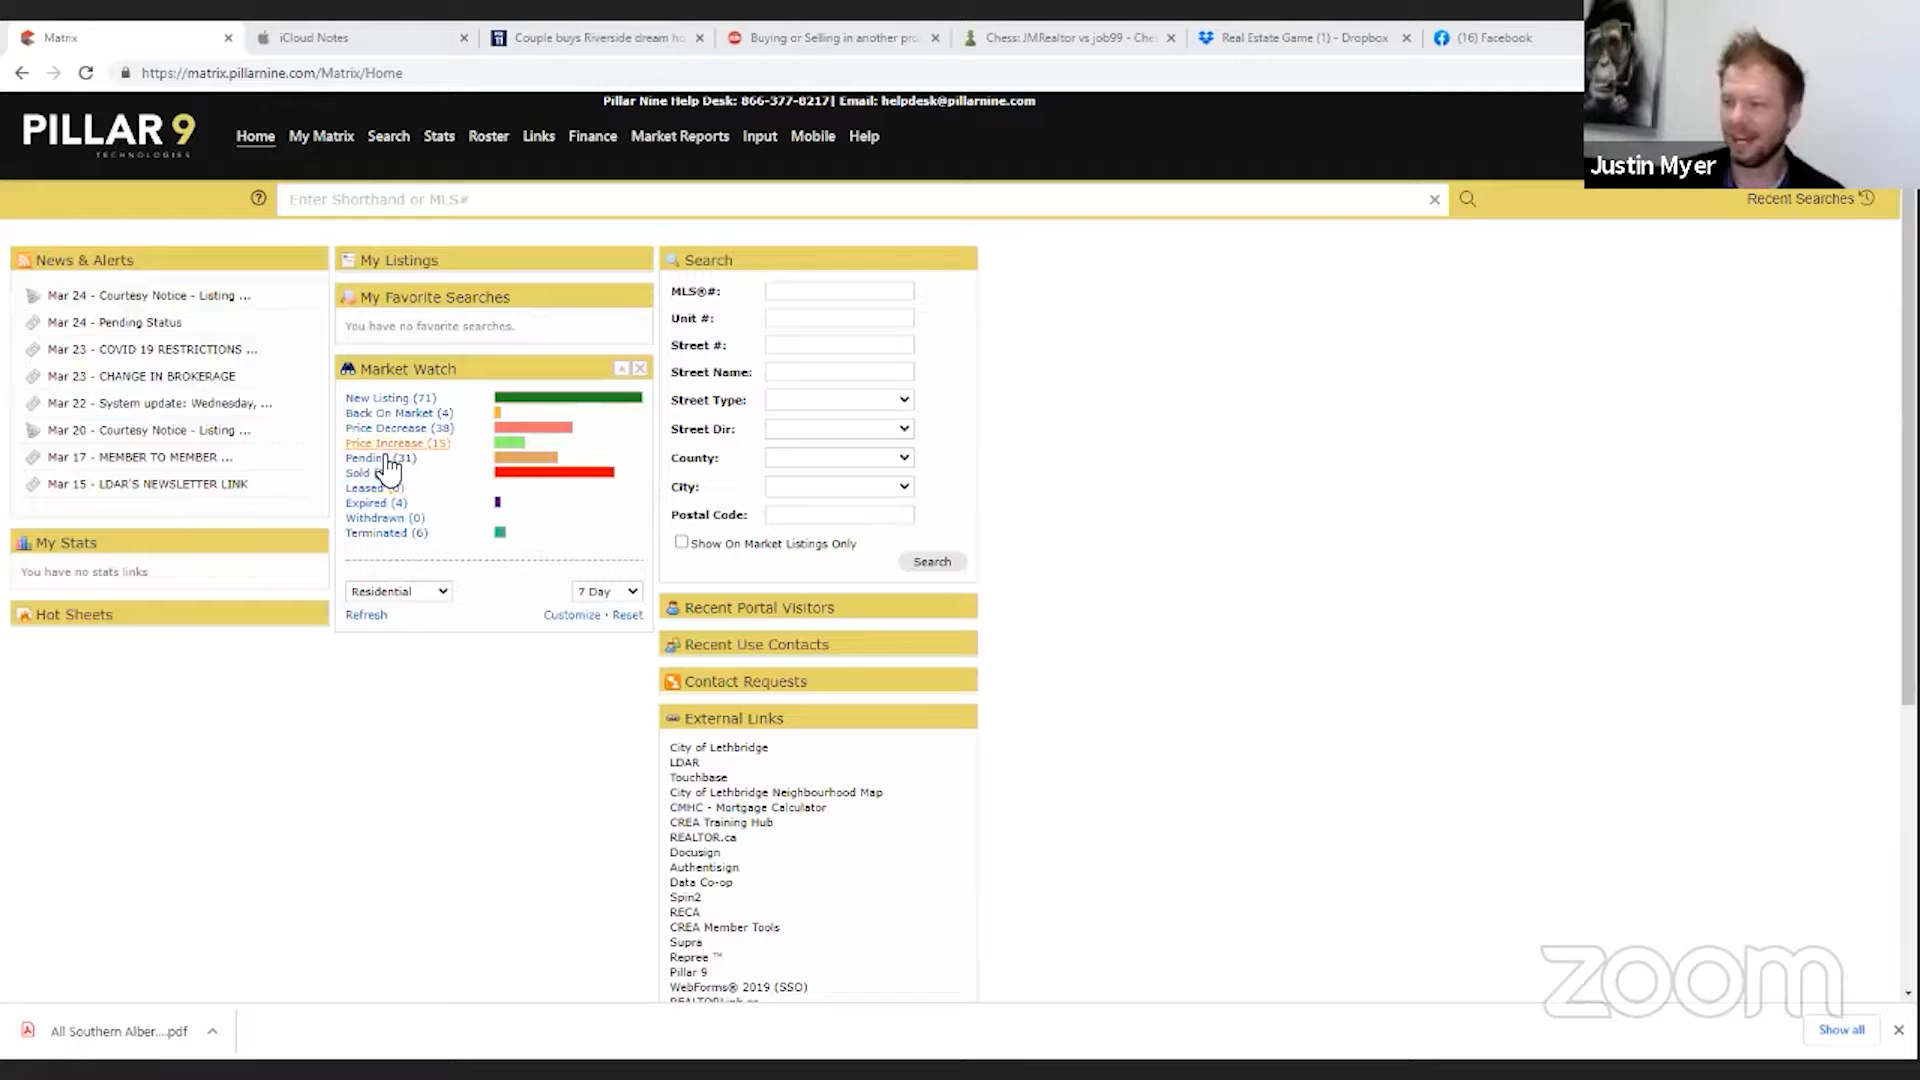 Matrix
iCloud Notes
Couple buys Riverside dream ho
Buying or Selling in another pro
Chess: JMRealtor vs job99 - Che
Real Estate Game (1) - Dropbox
(16) Facebook
https://matrix.pillarnine.com/Matrix/Home
Pillar Nine Help Desk: 866-377-8217| Email: helpdesk@pillarnine.com
PILLAR 9
TECHNOLOGIES
Home My Matrix Search Stats Roster Links Finance Market Reports Input Mobile Help
Justin Myer
Enter Shorthand or MLS#
Recent Searches
News & Alerts
Mar 24 - Courtesy Notice - Listing ...
Mar 24 - Pending Status
Mar 23 - COVID 19 RESTRICTIONS ...
Mar 23 - CHANGE IN BROKERAGE
Mar 22 - System update: Wednesday, ...
Mar 20 - Courtesy Notice - Listing ...
Mar 17 - MEMBER TO MEMBER ...
Mar 15 - LDAR'S NEWSLETTER LINK
My Stats
You have no stats links
Hot Sheets
My Listings
My Favorite Searches
You have no favorite searches.
Market Watch
New Listing (71)
Back On Market (4)
Price Decrease (38)
Price Increase (15)
Pending (31)
Sold
Leased
Expired (4)
Withdrawn (0)
Terminated (6)
Residential
7 Day
Refresh
Customize · Reset
Search
MLS®#:
Unit #:
Street #:
Street Name:
Street Type:
Street Dir:
County:
City:
Postal Code:
Show On Market Listings Only
Search
Recent Portal Visitors
Recent Use Contacts
Contact Requests
External Links
City of Lethbridge
LDAR
Touchbase
City of Lethbridge Neighbourhood Map
CMHC - Mortgage Calculator
CREA Training Hub
REALTOR.ca
Docusign
Authentisign
Data Co-op
Spin2
RECA
CREA Member Tools
Supra
Repree ™
Pillar 9
WebForms® 2019 (SSO)
zoom
All Southern Alber....pdf
Show all